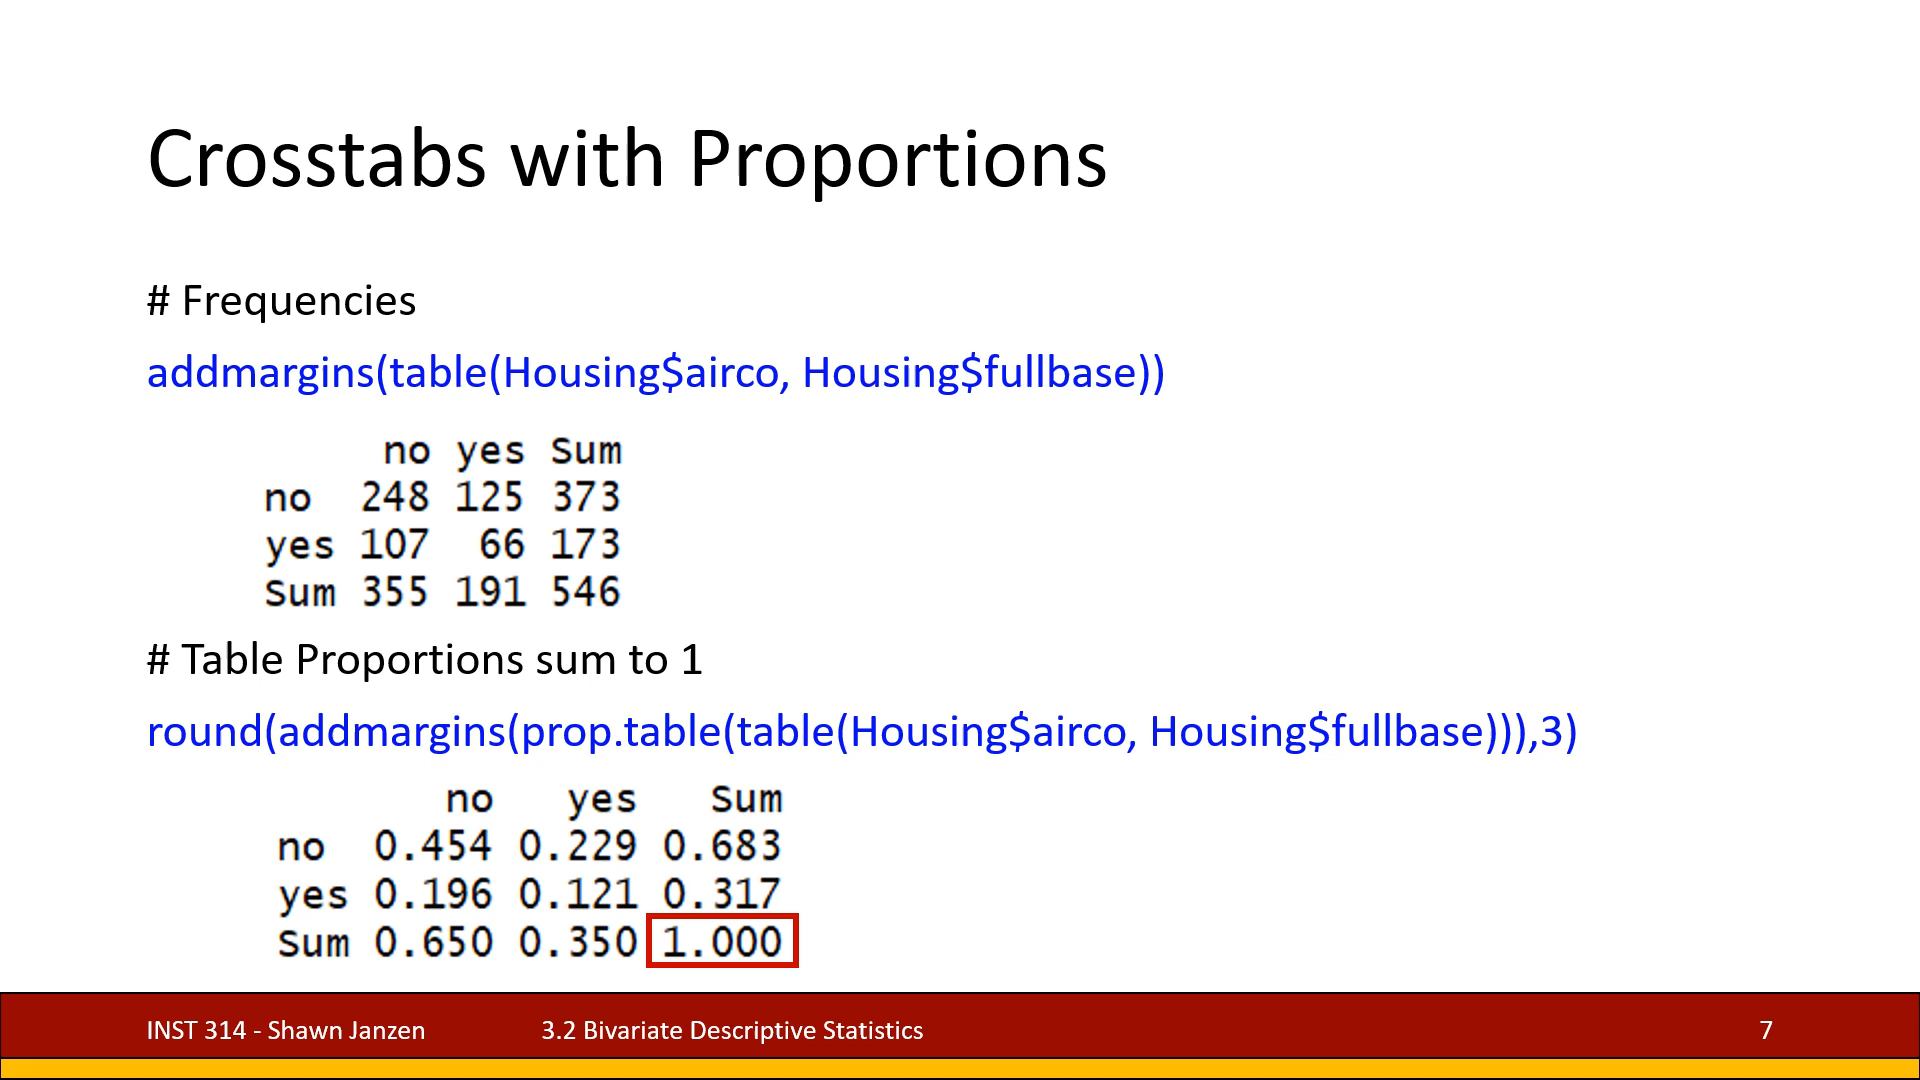 Crosstabs with Proportions
# Frequencies
addmargins(table(Housing$airco, Housing$fullbase))
no yes Sum
no 248 125 373
yes 107 66 173
Sum 355 191 546
# Table Proportions sum to 1
round(addmargins(prop.table(table(Housing$airco, Housing$fullbase))),3)
no yes Sum
no 0.454 0.229 0.683
yes 0.196 0.121 0.317
Sum 0.650 0.350 1.000
INST 314 - Shawn Janzen 3.2 Bivariate Descriptive Statistics 7